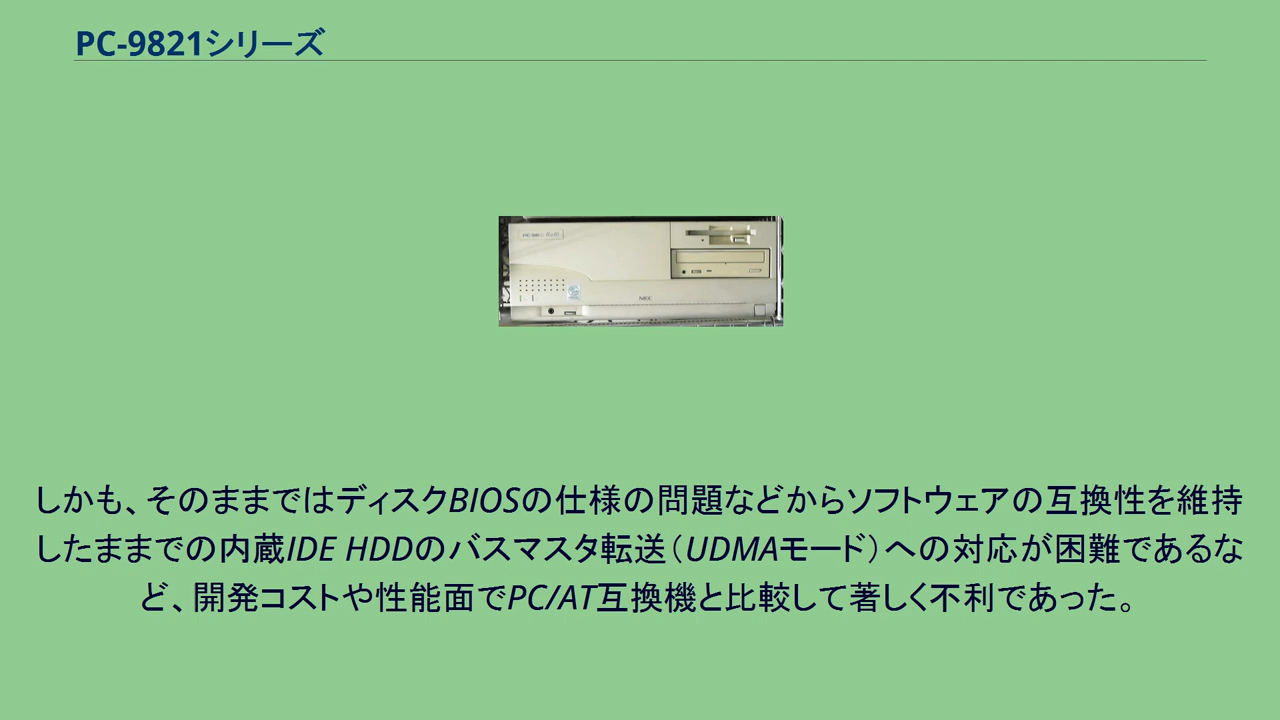 PC-9821シリーズ
NEC
しかも、そのままではディスクBIOSの仕様の問題などからソフトウェアの互換性を維持
したままでの内蔵IDE HDDのバスマスタ転送（UDMAモード）への対応が困難であるな
ど、開発コストや性能面でPC/AT互換機と比較して著しく不利であった。